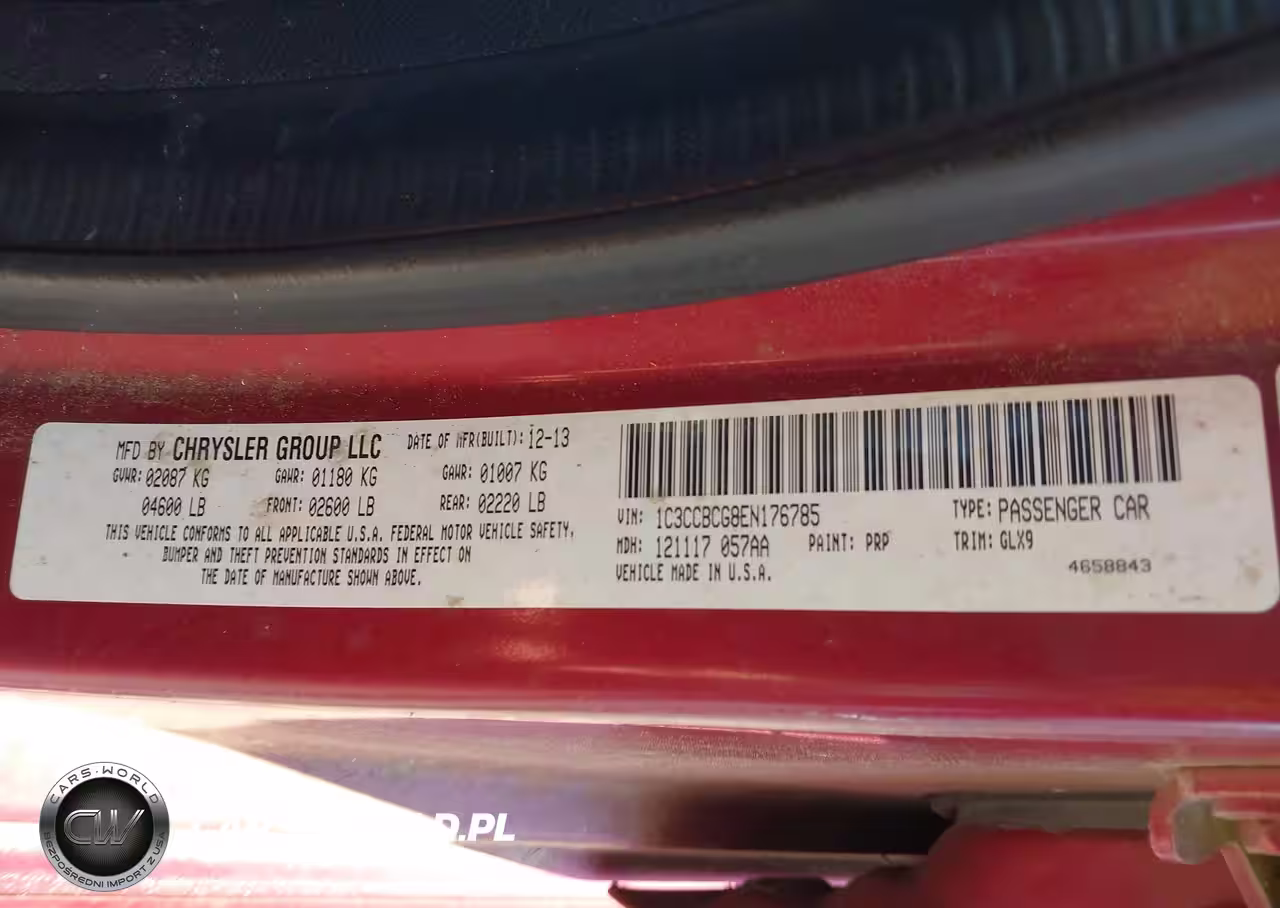 MFD BY CHRYSLER GROUP LLC DATE OF MFR(BUILT): 12-13
GVWR: 02087 KG GAWR: 01180 KG GAWR: 01007 KG
04600 LB FRONT: 02600 LB REAR: 02220 LB
THIS VEHICLE CONFORMS TO ALL APPLICABLE U.S.A. FEDERAL MOTOR VEHICLE SAFETY,
BUMPER AND THEFT PREVENTION STANDARDS IN EFFECT ON
THE DATE OF MANUFACTURE SHOWN ABOVE.
VIN: 1C3CCBCG8EN176785 TYPE: PASSENGER CAR
MDH: 121117 057AA PAINT: PRP TRIM: GLX9
VEHICLE MADE IN U.S.A. 4658843
CARS·WORLD
CW
BEZPOŚREDNI IMPORT Z USA
D.PL